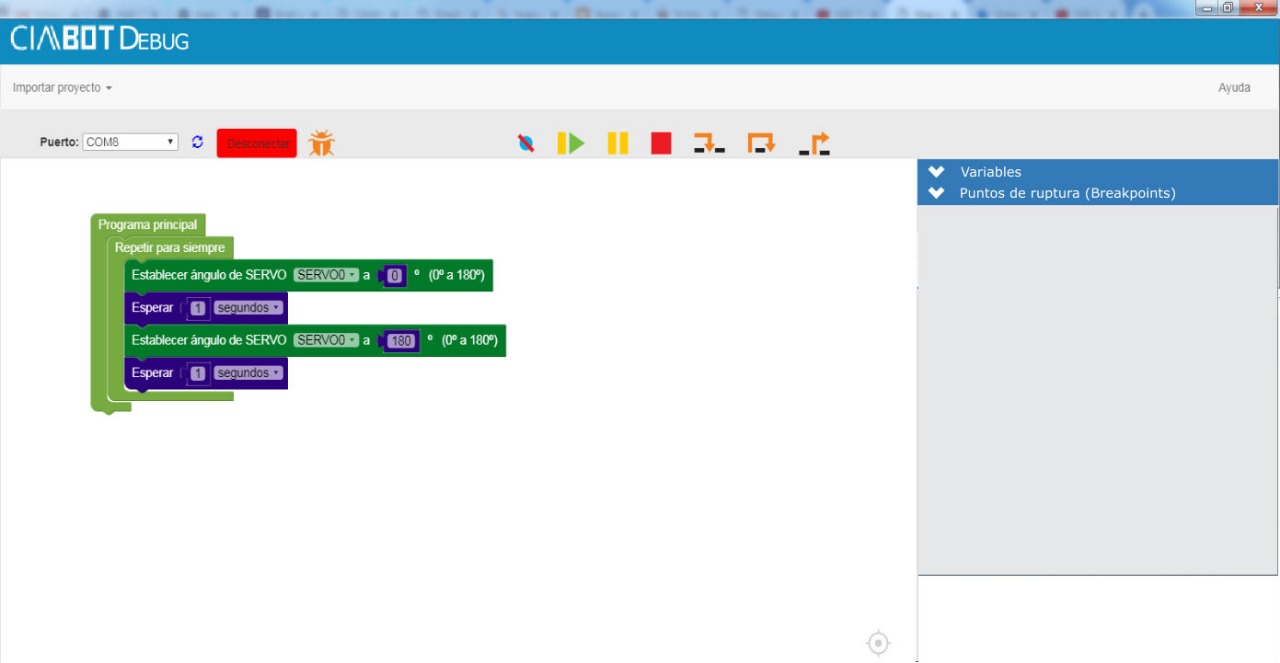 CIMBOT DEBUG
Importar proyecto Ayuda
Puerto: COM8 Desconectar
Variables
Puntos de ruptura (Breakpoints)
Programa principal
Repetir para siempre
Establecer ángulo de SERVO SERVO0 a 0 º (0º a 180º)
Esperar 1 segundos
Establecer ángulo de SERVO SERVO0 a 180 º (0º a 180º)
Esperar 1 segundos